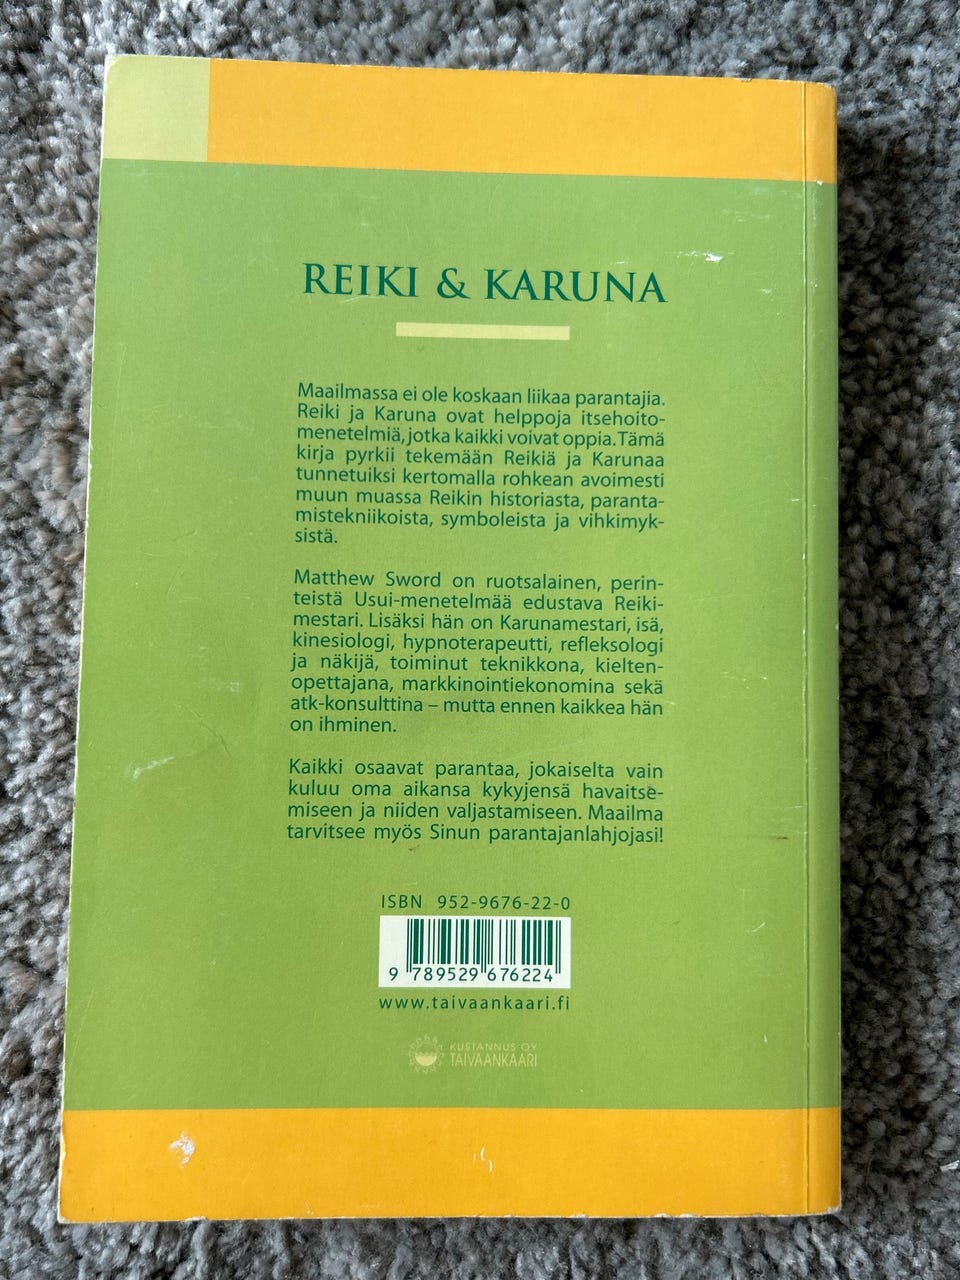 REIKI & KARUNA
Maailmassa ei ole koskaan liikaa parantajia.
Reiki ja Karuna ovat helppoja itsehoito-
menetelmiä, jotka kaikki voivat oppia. Tämä
kirja pyrkii tekemään Reikiä ja Karunaa
tunnetuiksi kertomalla rohkean avoimesti
muun muassa Reikin historiasta, paranta-
mistekniikoista, symboleista ja vihkimyk-
sistä.
Matthew Sword on ruotsalainen, perin-
teistä Usui-menetelmää edustava Reiki-
mestari. Lisäksi hän on Karunamestari, isä,
kinesiologi, hypnoterapeutti, refleksologi
ja näkijä, toiminut teknikkona, kielten-
opettajana, markkinointiekonomina sekä
atk-konsulttina – mutta ennen kaikkea hän
on ihminen.
Kaikki osaavat parantaa, jokaiselta vain
kuluu oma aikansa kykyjensä havaitse-
miseen ja niiden valjastamiseen. Maailma
tarvitsee myös Sinun parantajanlahjojasi!
ISBN 952-9676-22-0
9 789529 676224
www.taivaankaari.fi
KUSTANNUS OY
TAIVAANKAARI